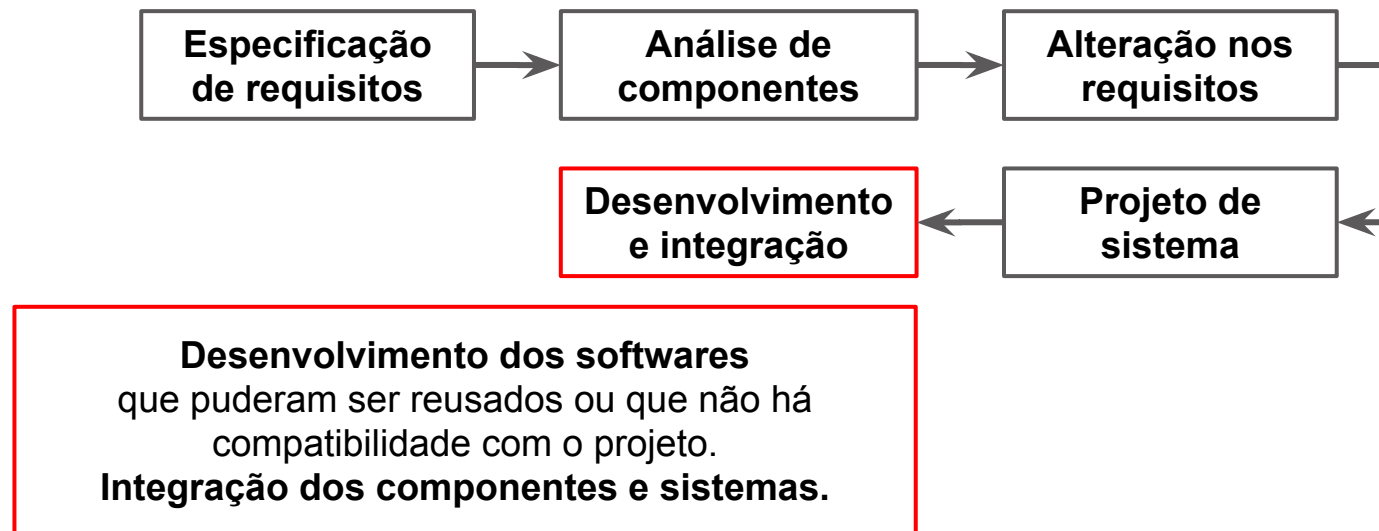 Especificação
de requisitos
Análise de
componentes
Alteração nos
requisitos
Desenvolvimento
e integração
Projeto de
sistema
Desenvolvimento dos softwares
que puderam ser reusados ou que não há
compatibilidade com o projeto.
Integração dos componentes e sistemas.